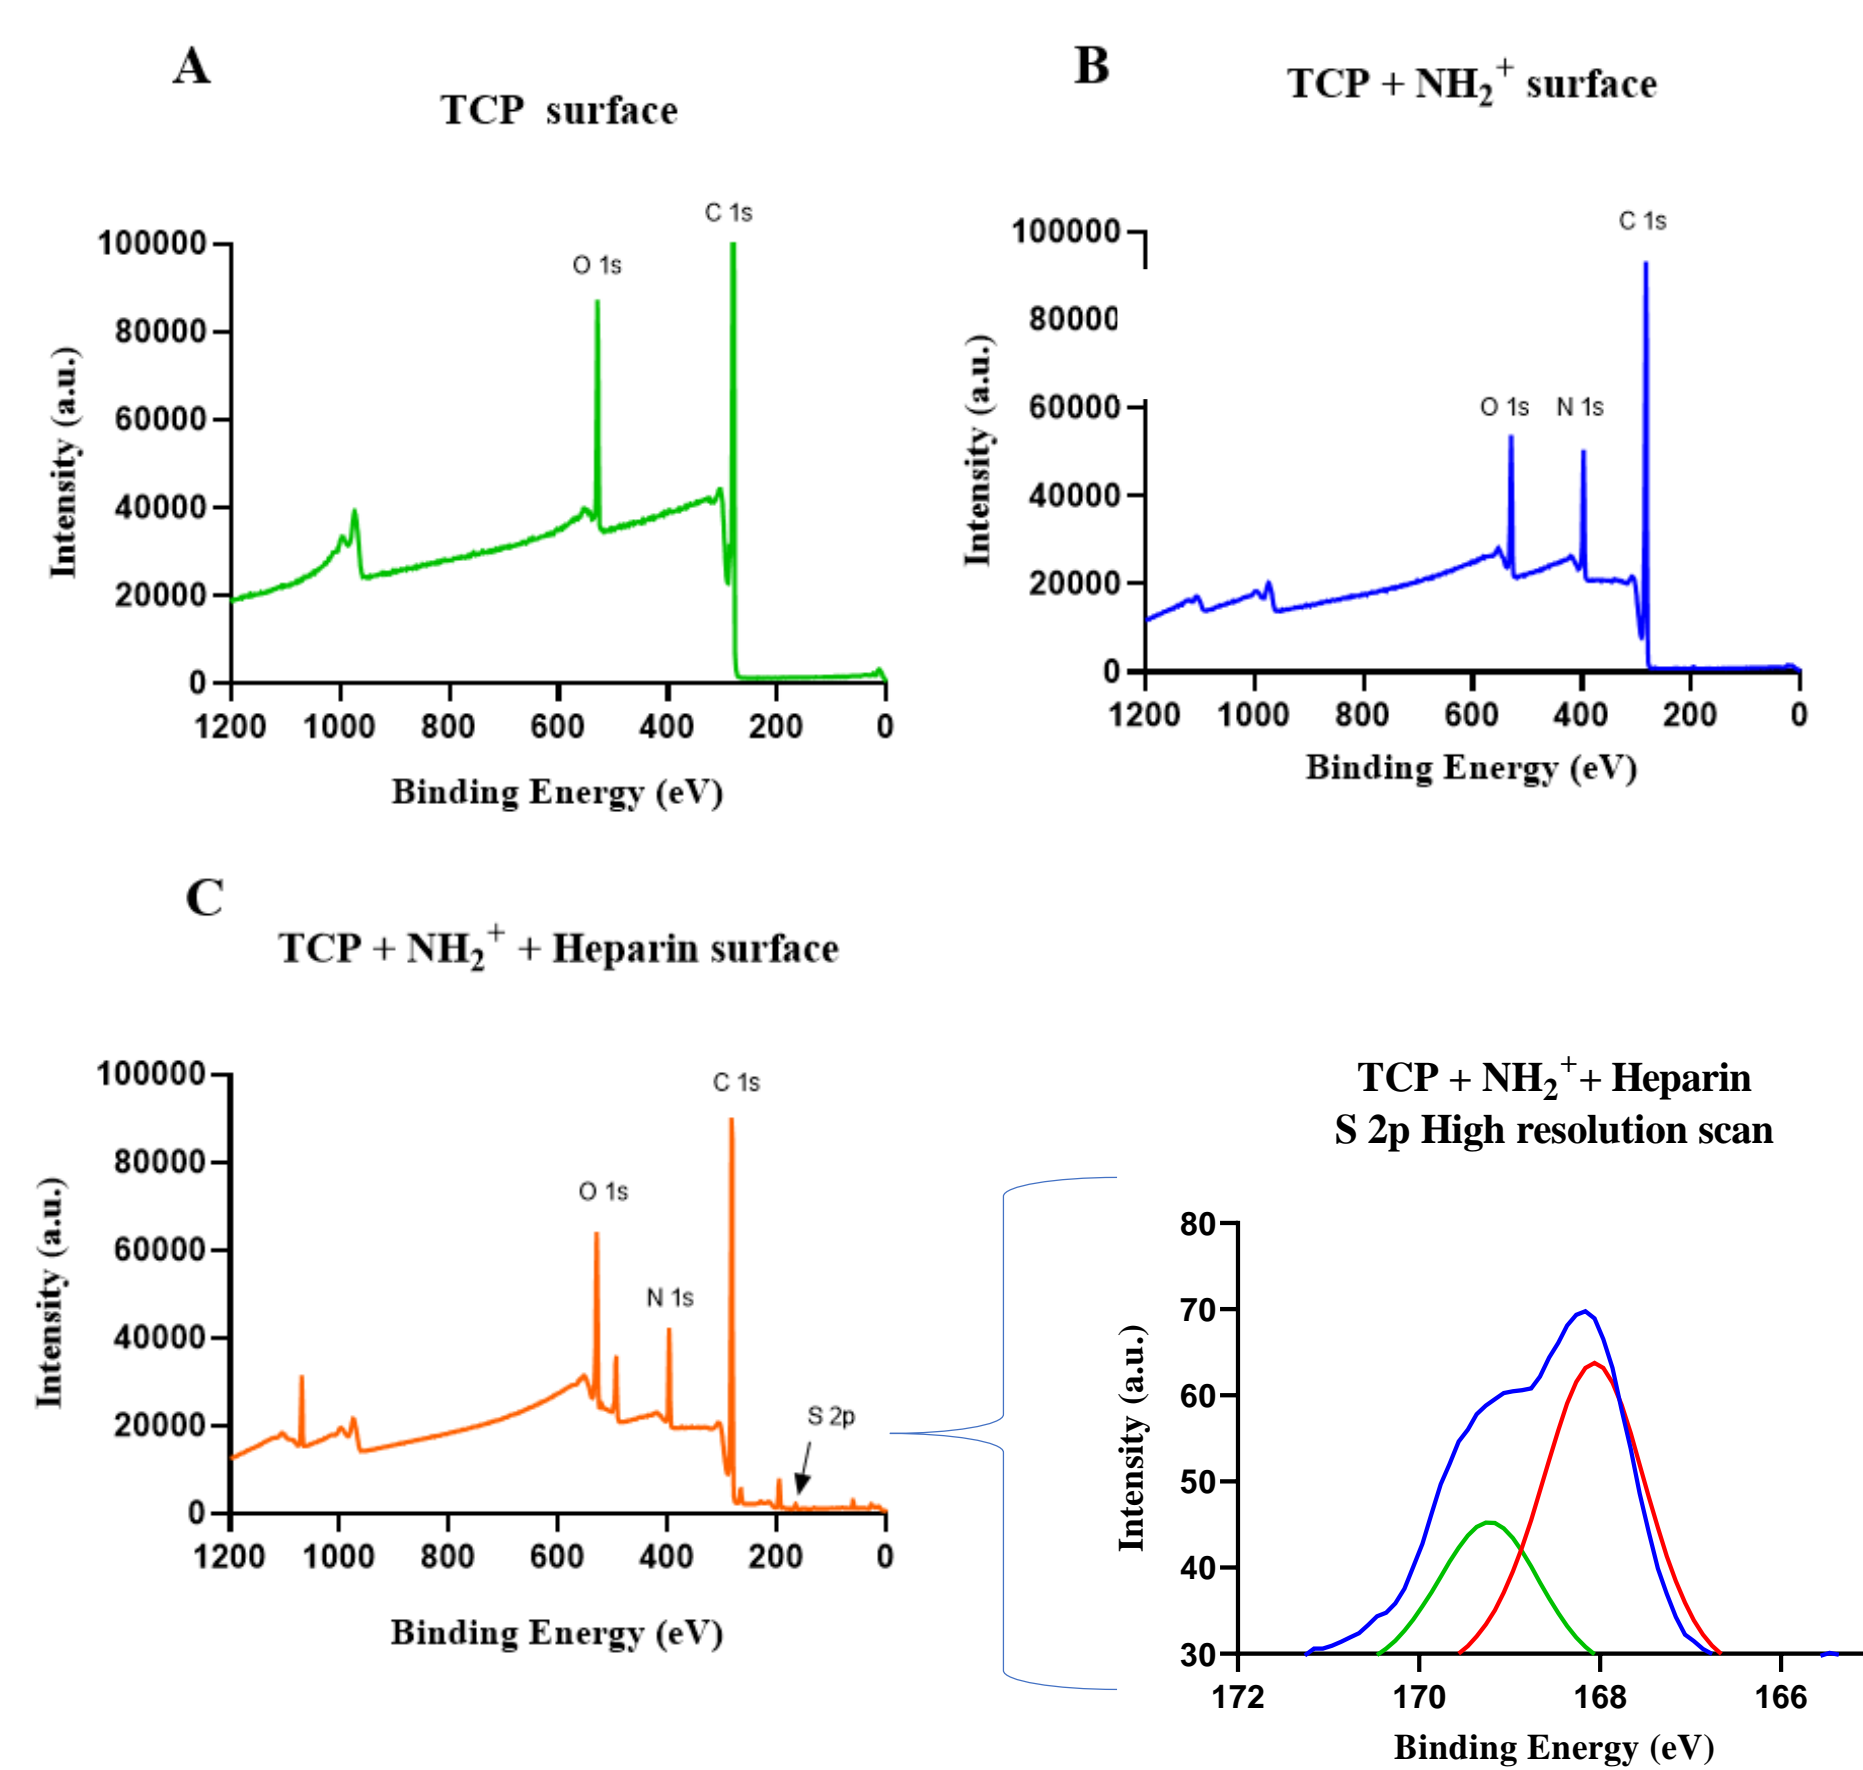 A
TCP surface
C 1s
O 1s
100000
80000
60000
40000
20000
0
1200 1000 800 600 400 200 0
Intensity (a.u.)
Binding Energy (eV)
B
TCP + NH₂⁺ surface
C 1s
O 1s N 1s
100000
80000
60000
40000
20000
0
1200 1000 800 600 400 200 0
Intensity (a.u.)
Binding Energy (eV)
C
TCP + NH₂⁺ + Heparin surface
C 1s
O 1s
N 1s
S 2p
100000
80000
60000
40000
20000
0
1200 1000 800 600 400 200 0
Intensity (a.u.)
Binding Energy (eV)
TCP + NH₂⁺+ Heparin
S 2p High resolution scan
80
70
60
50
40
30
172 170 168 166
Intensity (a.u.)
Binding Energy (eV)